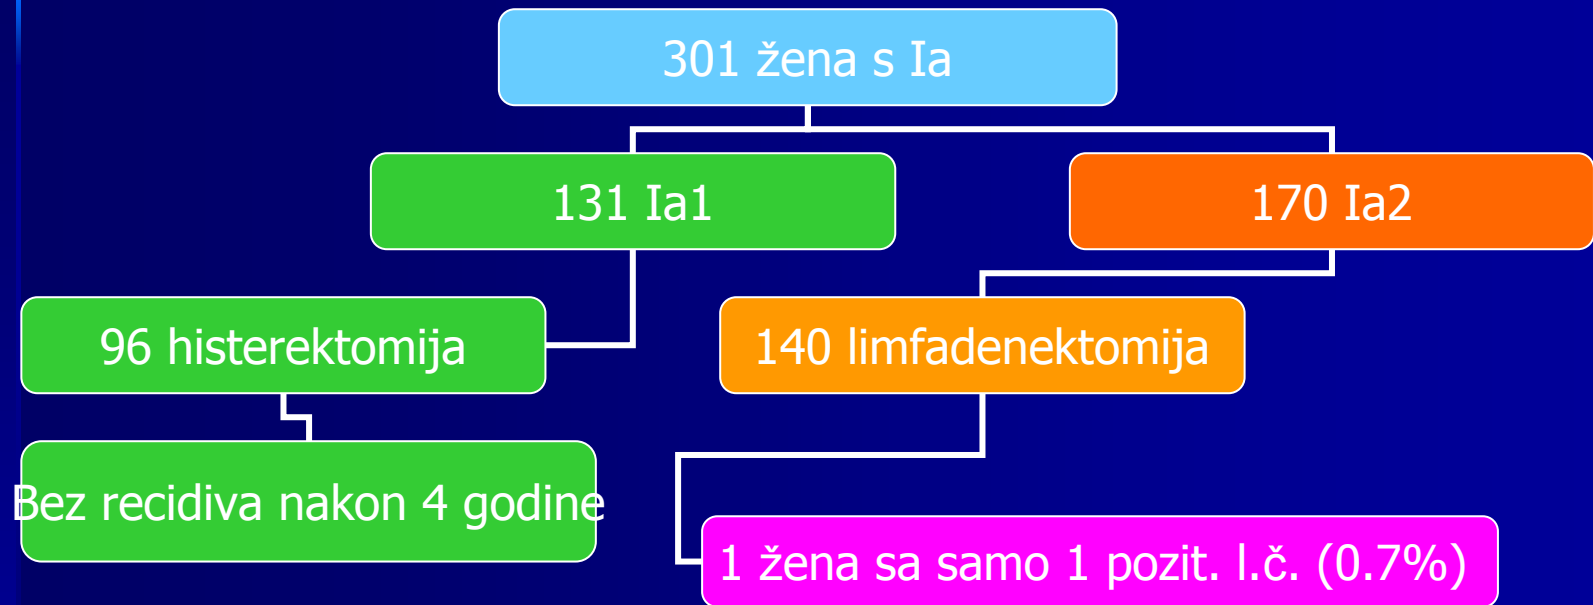 301 žena s Ia
131 Ia1
170 Ia2
96 histerektomija
140 limfadenektomija
Bez recidiva nakon 4 godine
1 žena sa samo 1 pozit. l.č. (0.7%)